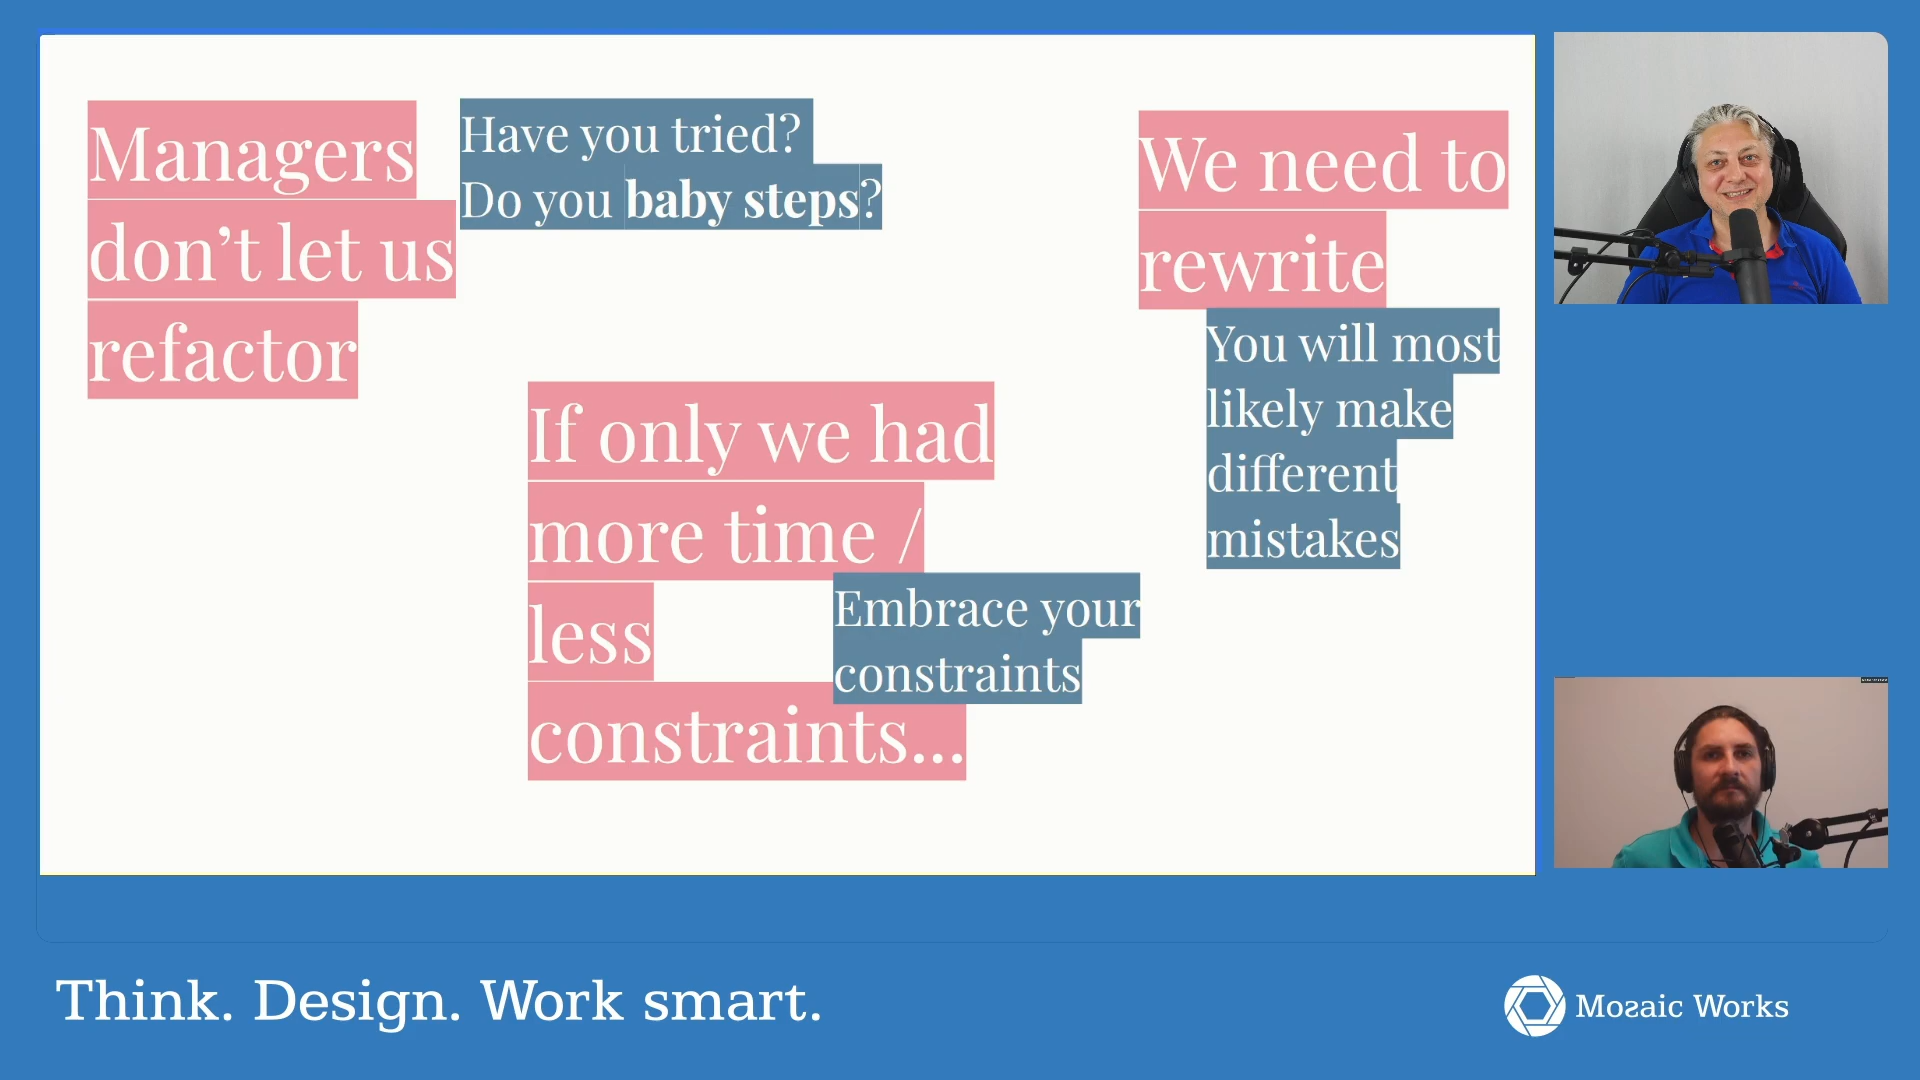 Managers
don’t let us
refactor
Have you tried?
Do you baby steps?
We need to
rewrite
You will most
likely make
different
mistakes
If only we had
more time /
less
constraints...
Embrace your
constraints
Think. Design. Work smart.
Mozaic Works